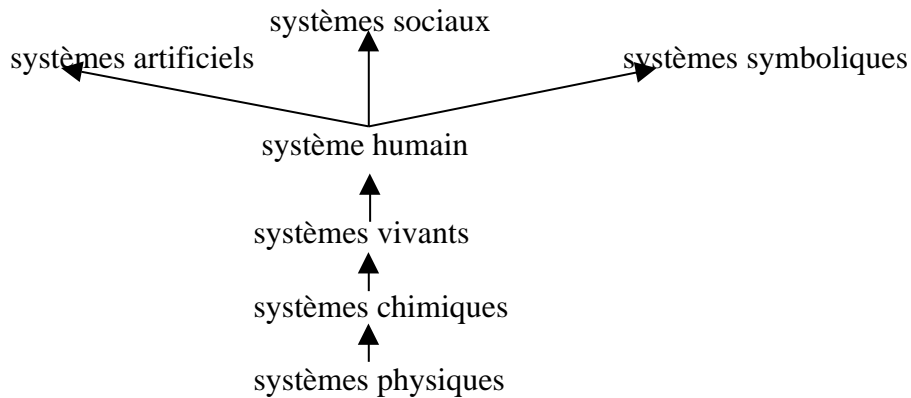 systèmes sociaux
systèmes artificiels
systèmes symboliques
système humain
systèmes vivants
systèmes chimiques
systèmes physiques